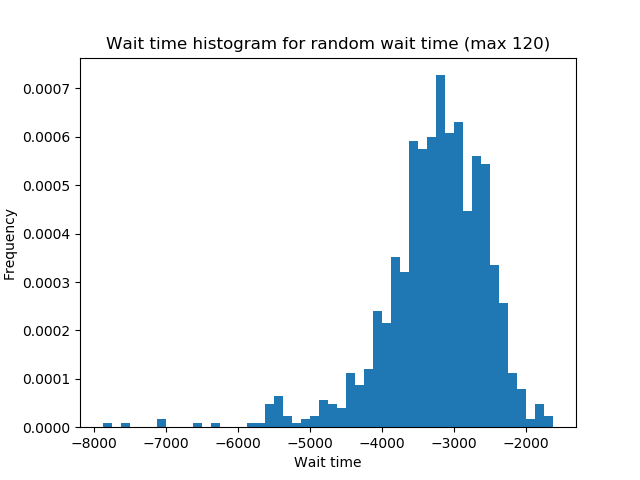 Wait time histogram for random wait time (max 120)
0.0007
0.0006
0.0005
0.0004
0.0003
0.0002
0.0001
0.0000
Frequency
−8000 −7000 −6000 −5000 −4000 −3000 −2000
Wait time